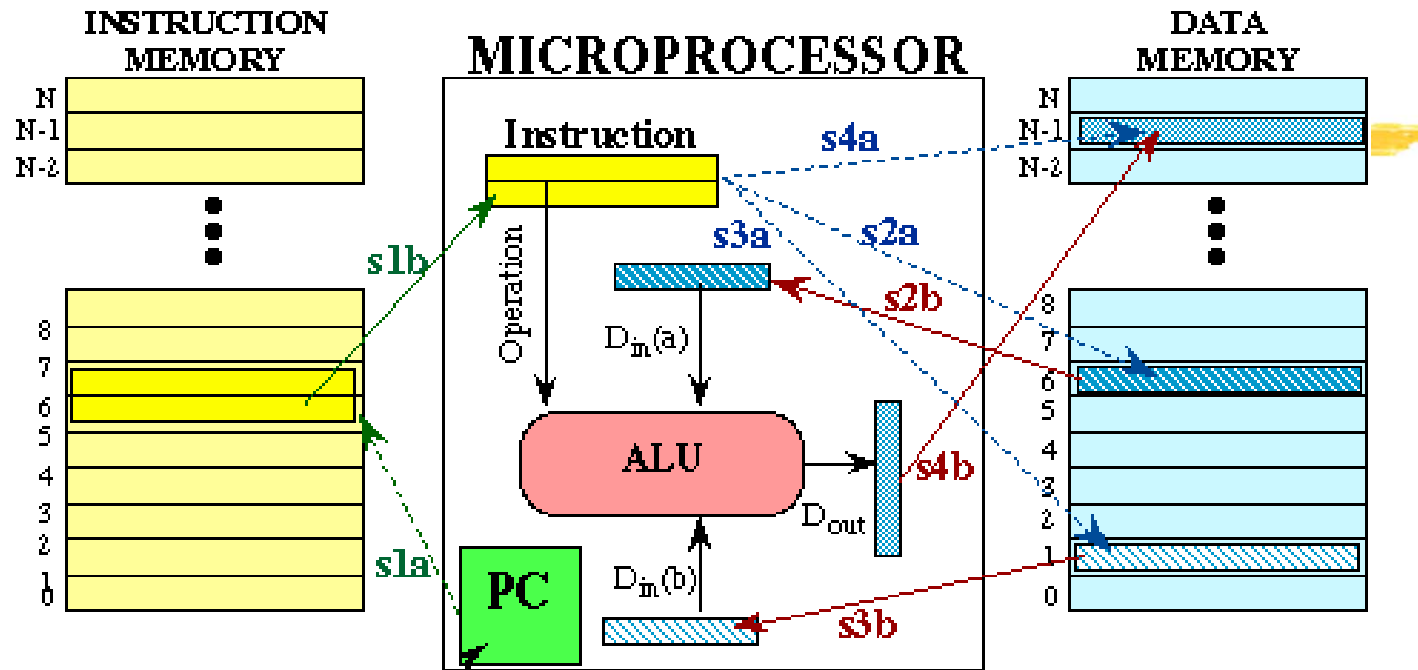 INSTRUCTION
MEMORY
N
N-1
N-2
8
7
6
5
4
3
2
1
0
MICROPROCESSOR
Instruction
s4a
s3a
s2a
s1b
s2b
Operation
Din(a)
ALU
s4b
Dout
s1a
PC
Din(b)
s3b
DATA
MEMORY
N
N-1
N-2
8
7
6
5
4
3
2
1
0